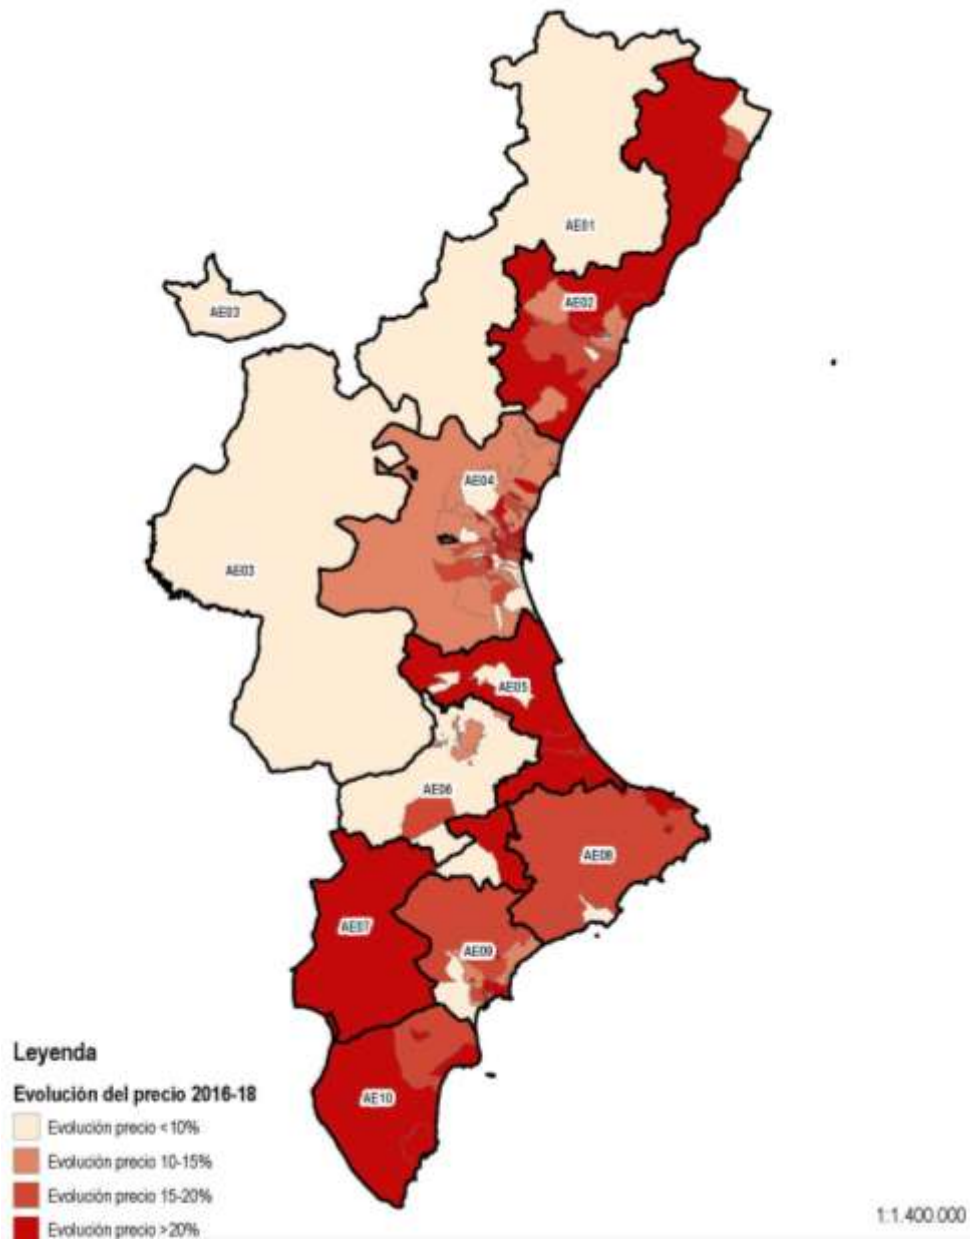 AE01
AE02
AE03
AE04
AE03
AE05
AE06
AE08
AE07
AE09
AE10
Leyenda
Evolución del precio 2016-18
Evolución precio <10%
Evolución precio 10-15%
Evolución precio 15-20%
Evolución precio >20%
1:1.400.000